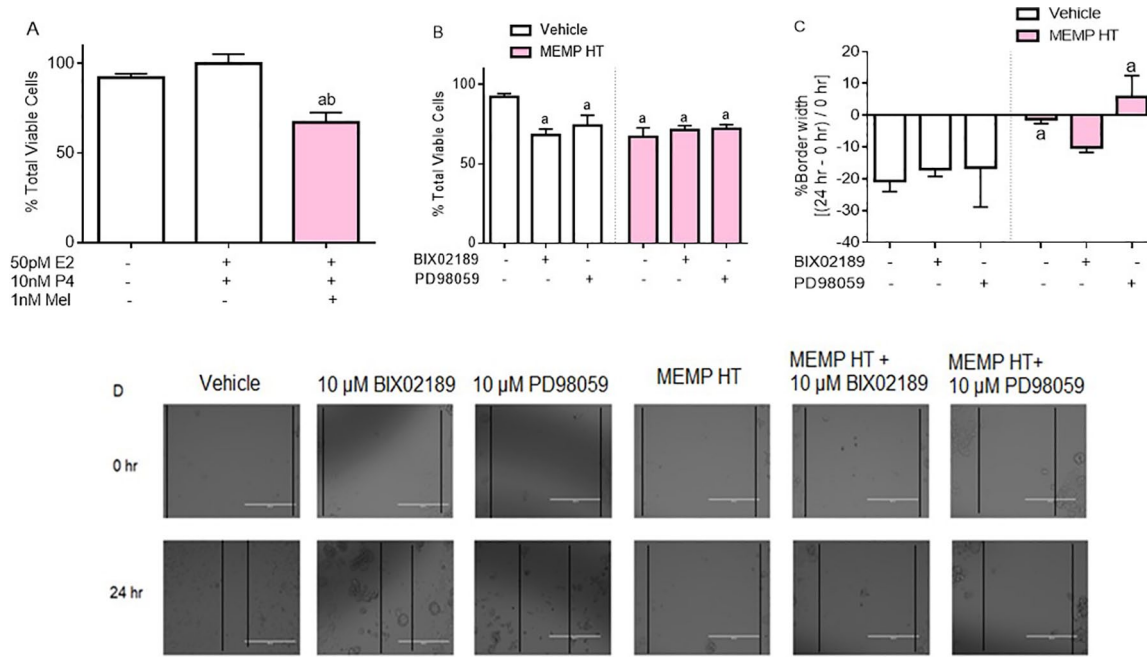 A
% Total Viable Cells
100
50
0
50pM E2 - + +
10nM P4 - + +
1nM Mel - - +
ab
B
Vehicle
MEMP HT
% Total Viable Cells
100
50
0
a a a a a
BIX02189 - + - - + -
PD98059 - - + - - +
C
Vehicle
MEMP HT
%Border width
[(24 hr - 0 hr) / 0 hr]
20
10
0
-10
-20
-30
-40
a a
BIX02189 - + - - + -
PD98059 - - + - - +
D
Vehicle
10 µM BIX02189
10 µM PD98059
MEMP HT
MEMP HT +
10 µM BIX02189
MEMP HT+
10 µM PD98059
0 hr
24 hr